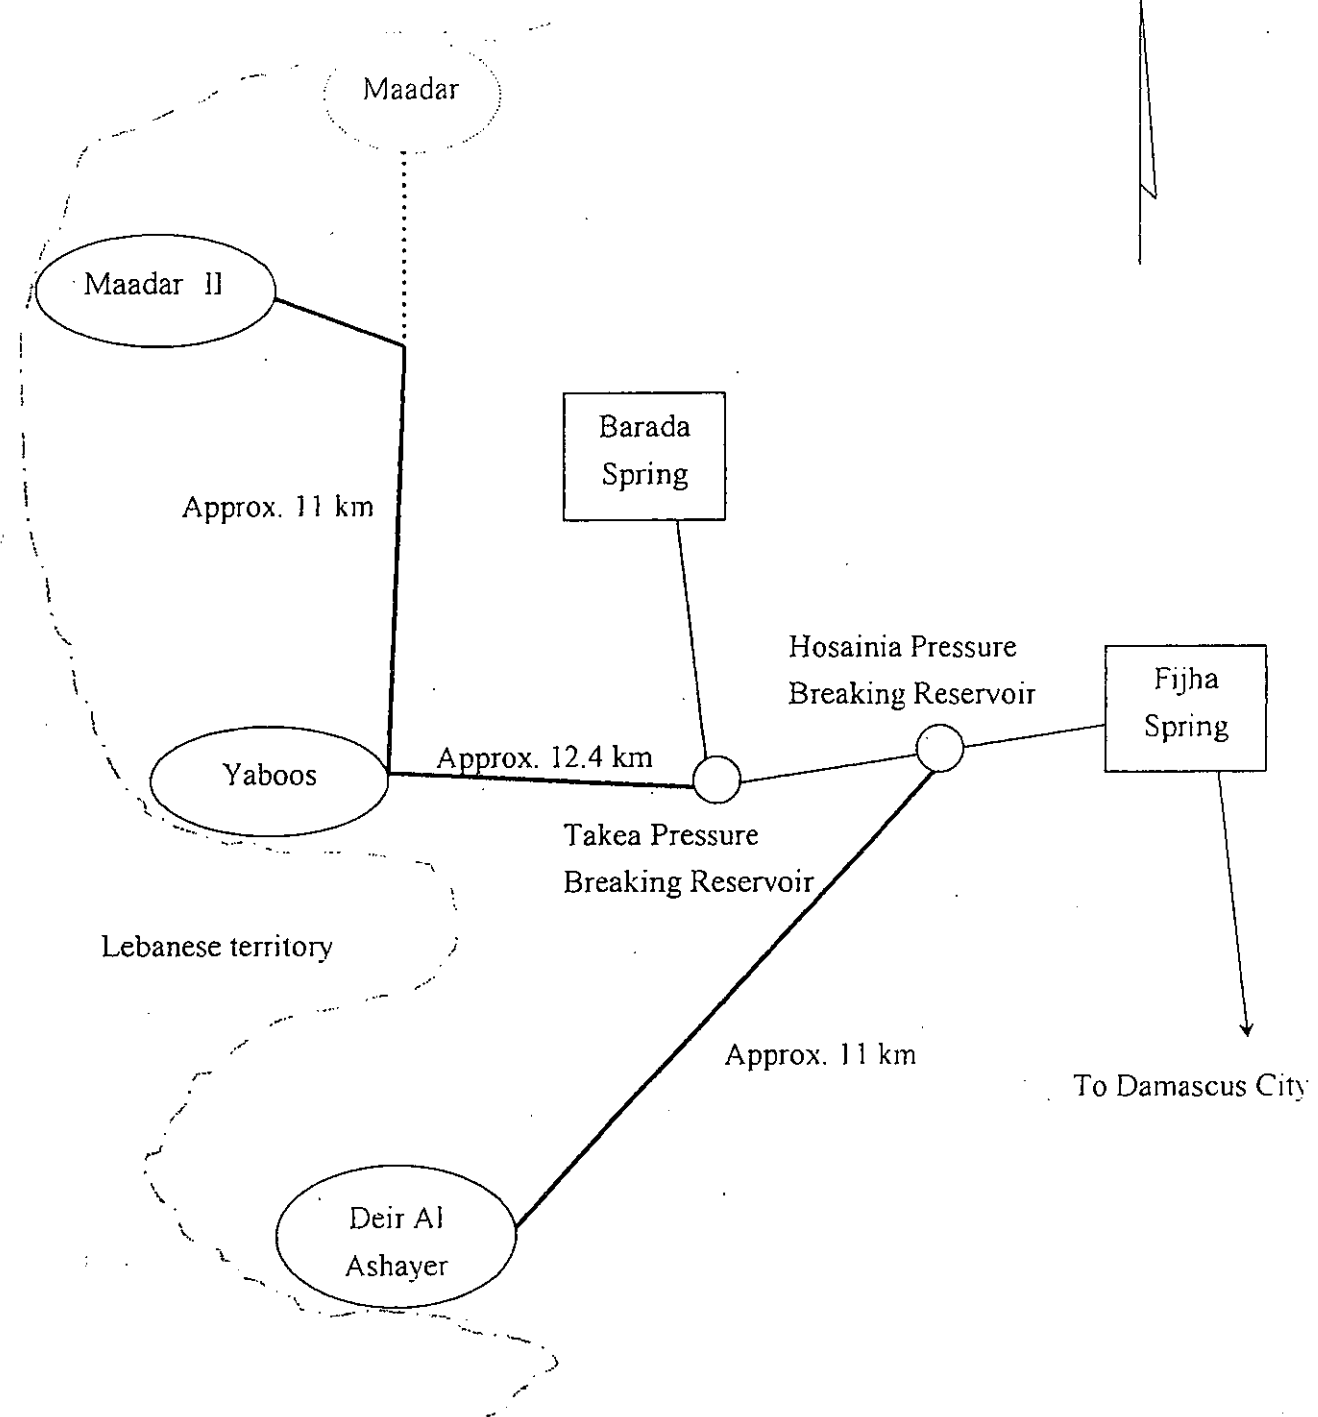 Maadar
Maadar II
Barada
Spring
Approx. 11 km
Hosainia Pressure
Breaking Reservoir
Fijha
Spring
Yaboos
Approx. 12.4 km
Takea Pressure
Breaking Reservoir
Lebanese territory
Approx. 11 km
To Damascus City
Deir Al
Ashayer